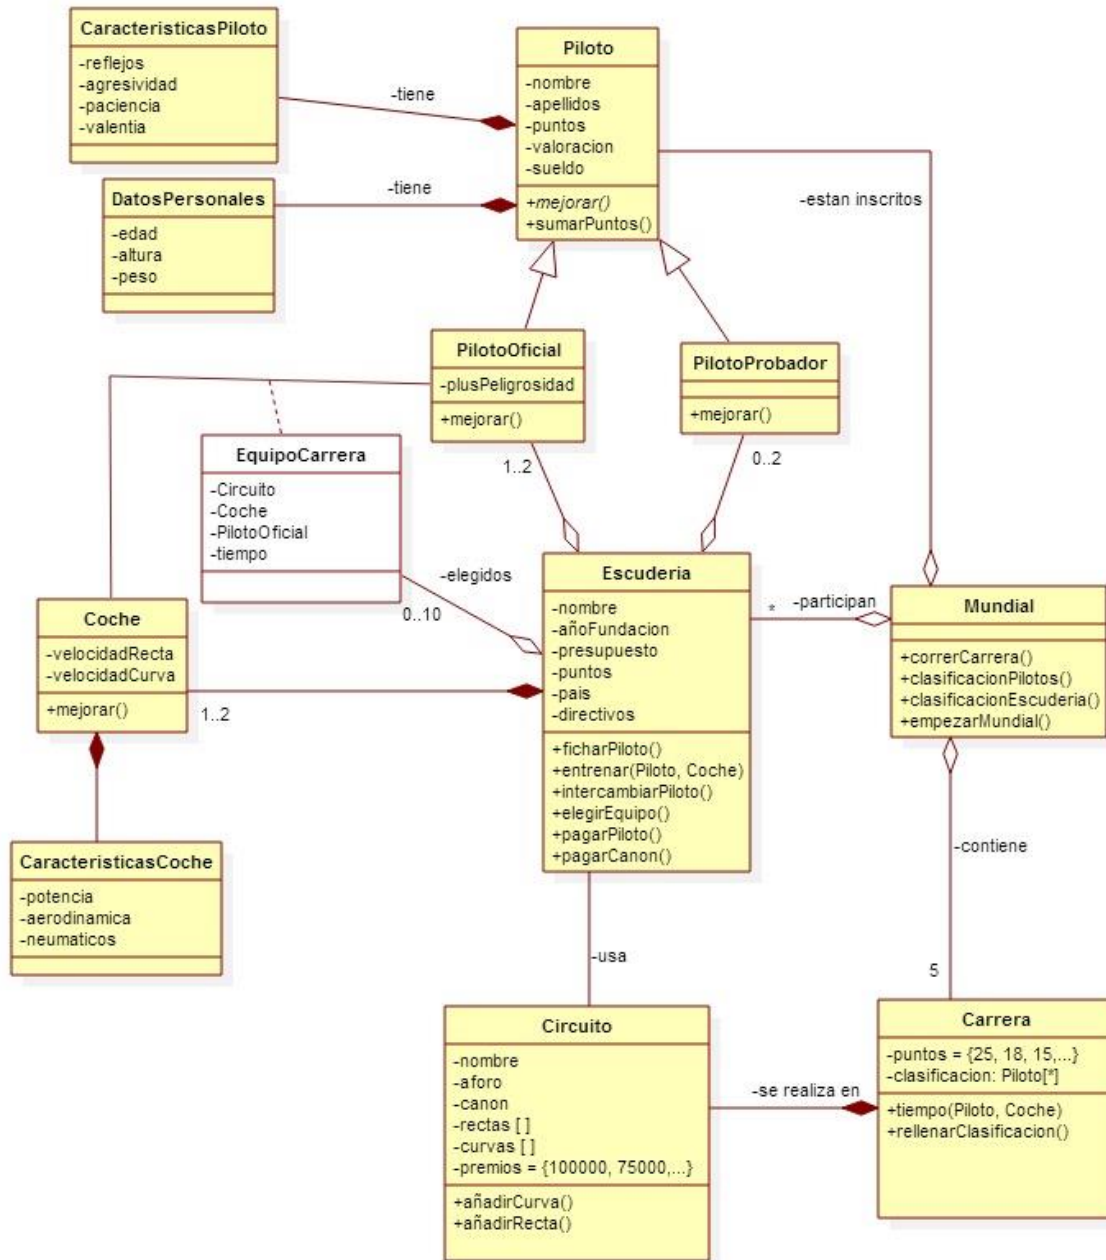 CaracteristicasPiloto
-reflejos
-agresividad
-paciencia
-valentia
-tiene
Piloto
-nombre
-apellidos
-puntos
-valoracion
-sueldo
+mejorar()
+sumarPuntos()
DatosPersonales
-edad
-altura
-peso
-tiene
-estan inscritos
PilotoOficial
-plusPeligrosidad
+mejorar()
1..2
PilotoProbador
+mejorar()
0..2
EquipoCarrera
-Circuito
-Coche
-PilotoOficial
-tiempo
-elegidos
0..10
Coche
-velocidadRecta
-velocidadCurva
+mejorar()
1..2
Escuderia
-nombre
-añoFundacion
-presupuesto
-puntos
-pais
-directivos
+ficharPiloto()
+entrenar(Piloto, Coche)
+intercambiarPiloto()
+elegirEquipo()
+pagarPiloto()
+pagarCanon()
*
-participan
Mundial
+correrCarrera()
+clasificacionPilotos()
+clasificacionEscuderia()
+empezarMundial()
CaracteristicasCoche
-potencia
-aerodinamica
-neumaticos
-contiene
5
-usa
Circuito
-nombre
-aforo
-canon
-rectas [ ]
-curvas [ ]
-premios = {100000, 75000,...}
+añadirCurva()
+añadirRecta()
-se realiza en
Carrera
-puntos = {25, 18, 15,...}
-clasificacion: Piloto[*]
+tiempo(Piloto, Coche)
+rellenarClasificacion()